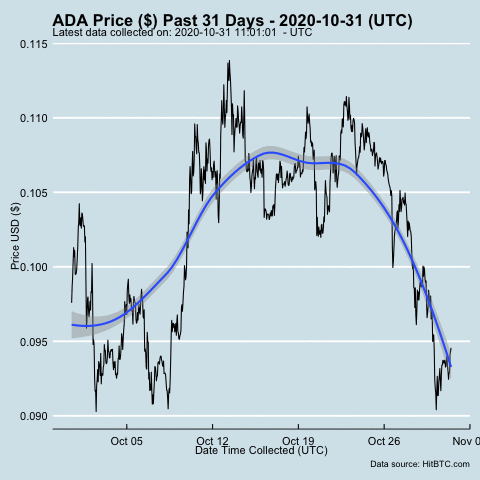 ADA Price ($) Past 31 Days - 2020-10-31 (UTC)
Latest data collected on: 2020-10-31 11:01:01 - UTC
0.115
0.110
0.105
0.100
0.095
0.090
Price USD ($)
Oct 05
Oct 12
Oct 19
Oct 26
Nov 0
Date Time Collected (UTC)
Data source: HitBTC.com